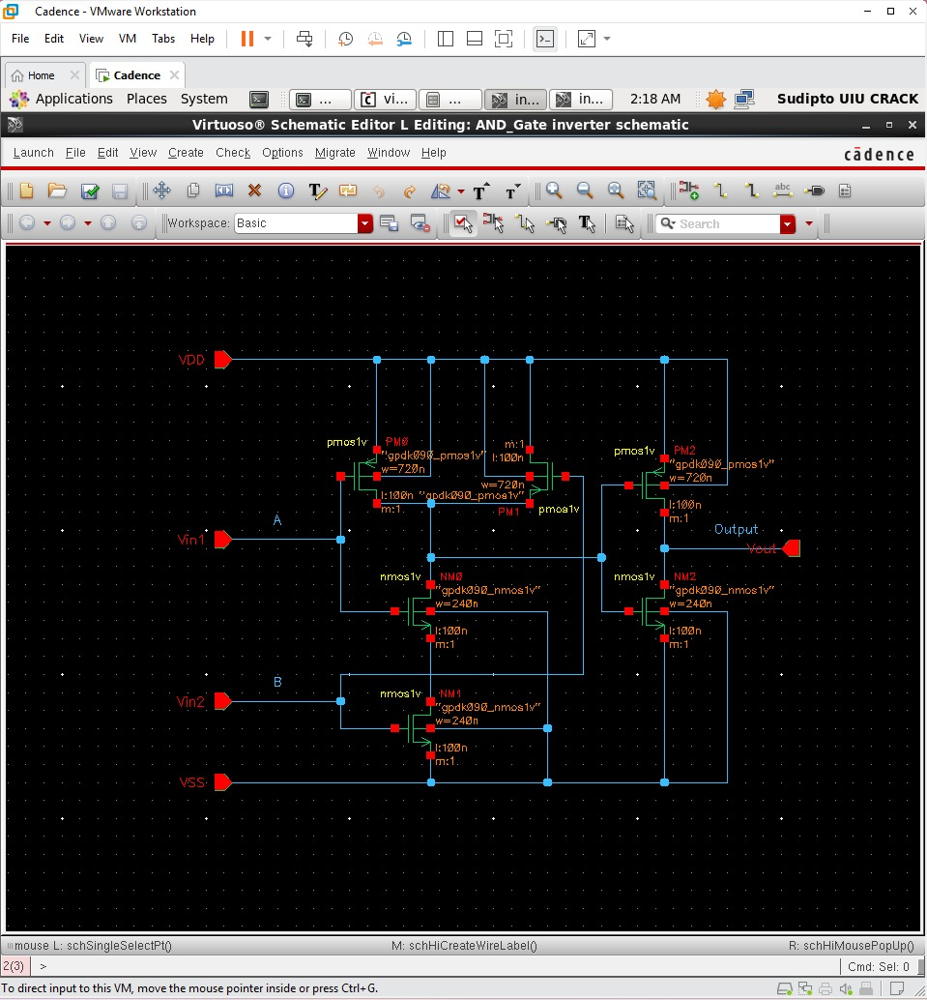 Cadence - VMware Workstation
File Edit View VM Tabs Help
Home Cadence
Applications Places System ... vi... ... in... in... 2:18 AM Sudipto UIU CRACK
Virtuoso® Schematic Editor L Editing: AND_Gate inverter schematic
Launch File Edit View Create Check Options Migrate Window Help cādence
abc
Workspace: Basic Search
VDD
pmos1v PM0
"gpdk090_pmos1v"
w=720n
l:100n
m:1
m:1
l:100n
w=720n
"gpdk090_pmos1v"
PM1 pmos1v
pmos1v PM2
"gpdk090_pmos1v"
w=720n
l:100n
m:1
A
Vin1
Output
Vout
nmos1v NM0
"gpdk090_nmos1v"
w=240n
l:100n
m:1
nmos1v NM2
"gpdk090_nmos1v"
w=240n
l:100n
m:1
B
Vin2
nmos1v NM1
"gpdk090_nmos1v"
w=240n
l:100n
m:1
VSS
mouse L: schSingleSelectPt() M: schHiCreateWireLabel() R: schHiMousePopUp()
2(3) > Cmd: Sel: 0
To direct input to this VM, move the mouse pointer inside or press Ctrl+G.